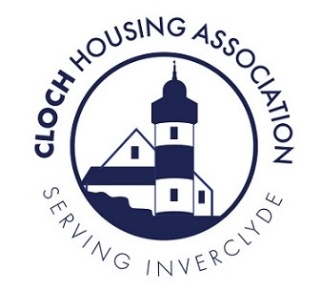 CLOCH HOUSING ASSOCIATION
SERVING INVERCLYDE